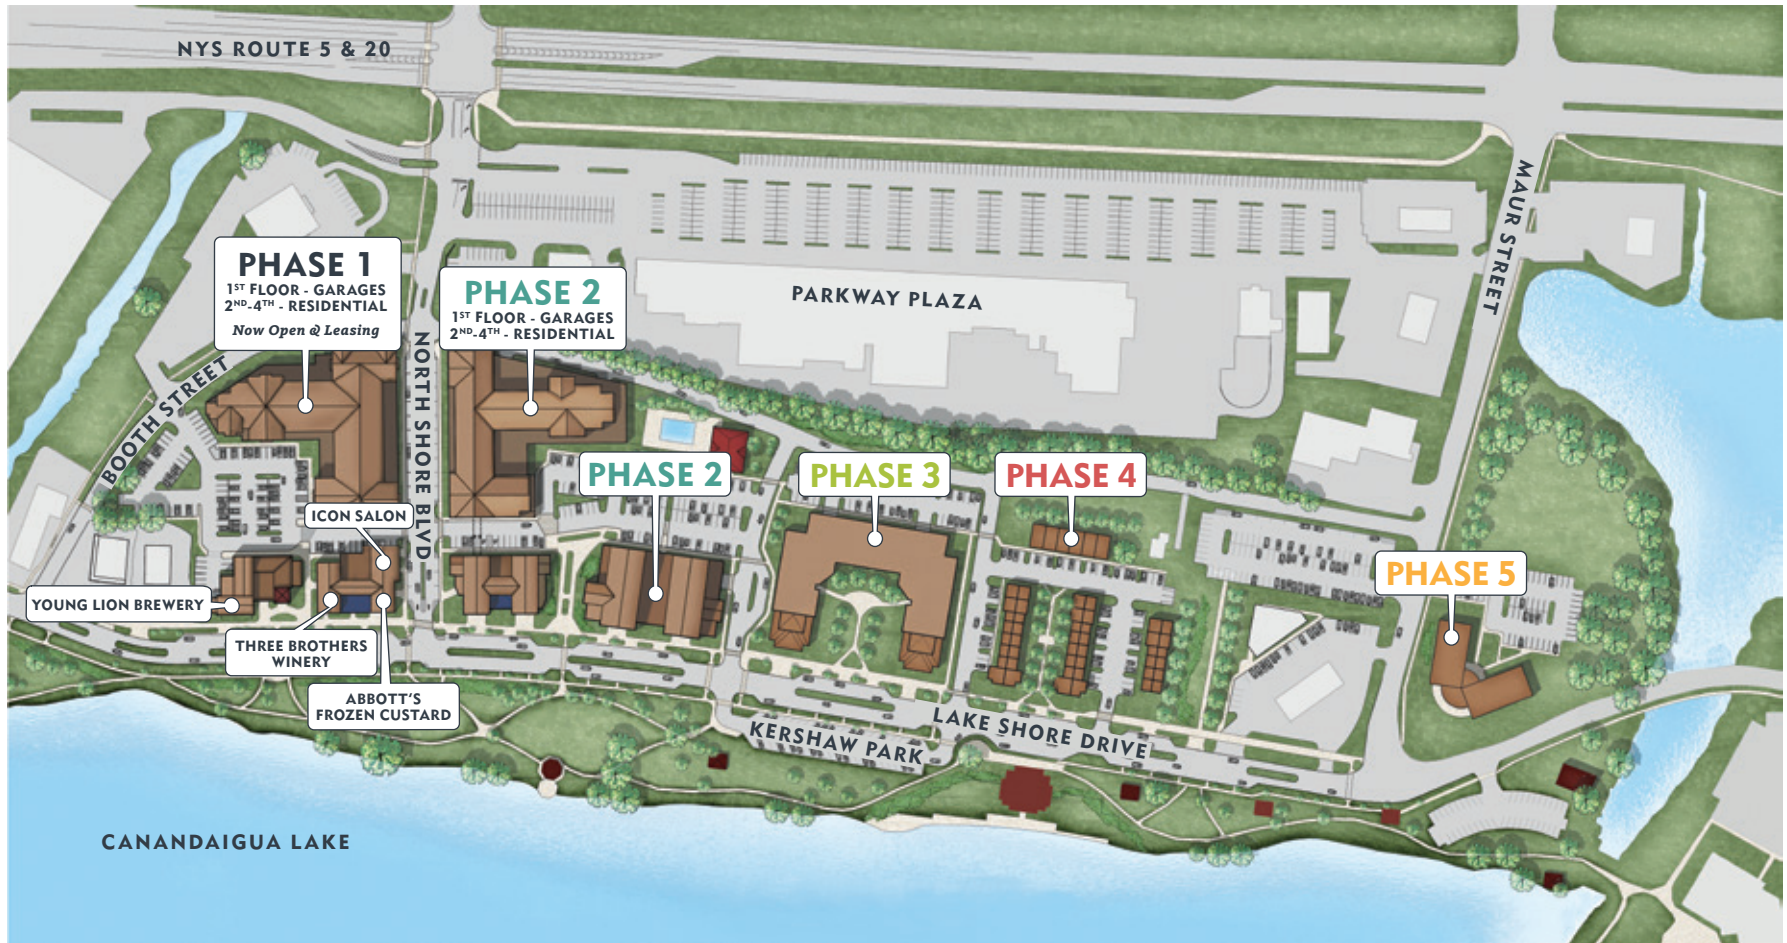 NYS ROUTE 5 & 20
MAUR STREET
PHASE 1
1ST FLOOR - GARAGES
2ND-4TH - RESIDENTIAL
Now Open & Leasing
PHASE 2
1ST FLOOR - GARAGES
2ND-4TH - RESIDENTIAL
PARKWAY PLAZA
NORTH SHORE BLVD
BOOTH STREET
PHASE 2
PHASE 3
PHASE 4
ICON SALON
PHASE 5
YOUNG LION BREWERY
THREE BROTHERS
WINERY
ABBOTT'S
FROZEN CUSTARD
KERSHAW PARK
LAKE SHORE DRIVE
CANANDAIGUA LAKE